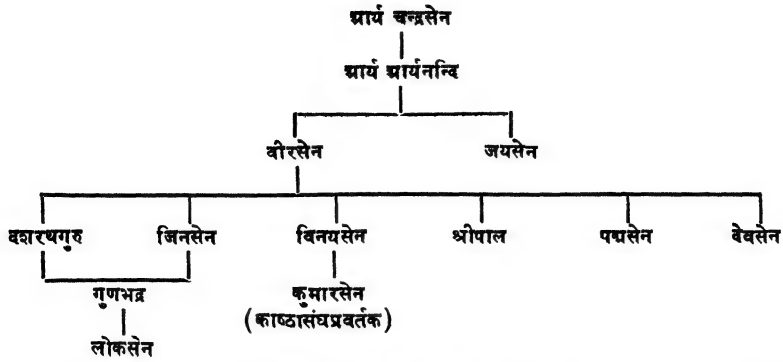 आर्य चन्द्रसेन
आर्य आर्यनन्दि
वीरसेन जयसेन
दशरथगुरु जिनसेन विनयसेन श्रीपाल पद्मसेन देवसेन
गुणभद्र कुमारसेन
(काष्ठासंघप्रवर्तक)
लोकसेन